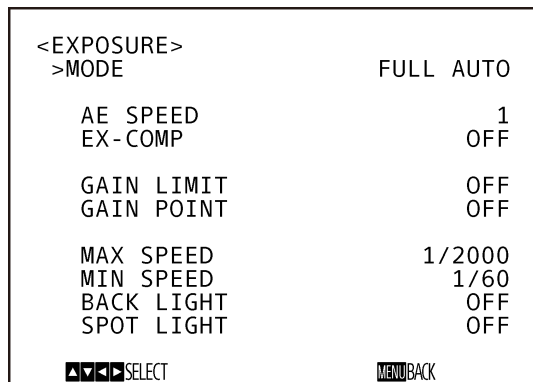 <EXPOSURE>
>MODE FULL AUTO
AE SPEED 1
EX-COMP OFF
GAIN LIMIT OFF
GAIN POINT OFF
MAX SPEED 1/2000
MIN SPEED 1/60
BACK LIGHT OFF
SPOT LIGHT OFF
▲▼◀▶SELECT MENU BACK